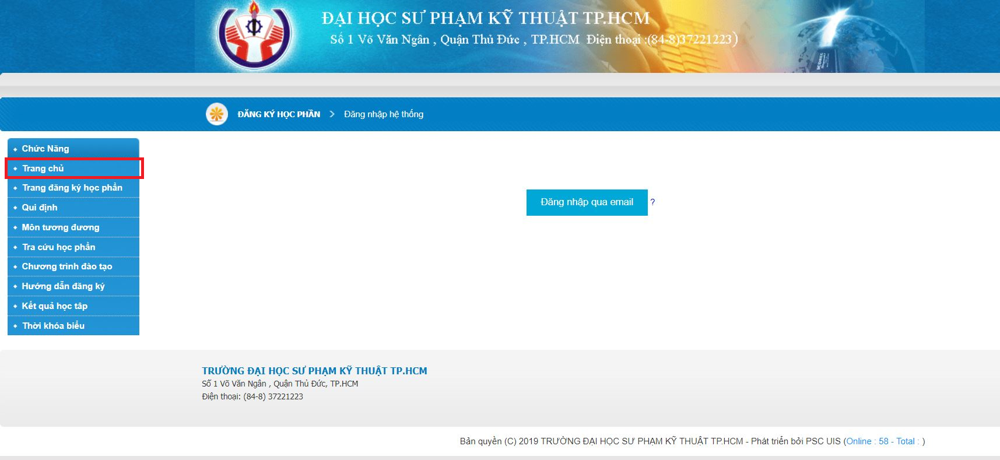 ĐẠI HỌC SƯ PHẠM KỸ THUẬT TP.HCM
Số 1 Võ Văn Ngân , Quận Thủ Đức , TP.HCM Điện thoại :(84-8)37221223)
ĐĂNG KÝ HỌC PHẦN > Đăng nhập hệ thống
Chức Năng
Trang chủ
Trang đăng ký học phần
Qui định
Môn tương đương
Tra cứu học phần
Chương trình đào tạo
Hướng dẫn đăng ký
Kết quả học tâp
Thời khóa biểu
Đăng nhập qua email ?
TRƯỜNG ĐẠI HỌC SƯ PHẠM KỸ THUẬT TP.HCM
Số 1 Võ Văn Ngân , Quận Thủ Đức, TP.HCM
Điện thoại: (84-8) 37221223
Bản quyền (C) 2019 TRƯỜNG ĐẠI HỌC SƯ PHẠM KỸ THUẬT TP.HCM - Phát triển bởi PSC UIS (Online : 58 - Total : )